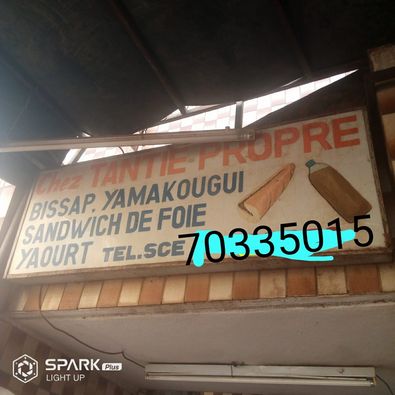 Chez TANTIE-PROPRE
BISSAP, YAMAKOUGUI
SANDWICH DE FOIE
YAOURT TEL.SCE 70335015
SPARK Plus
LIGHT UP